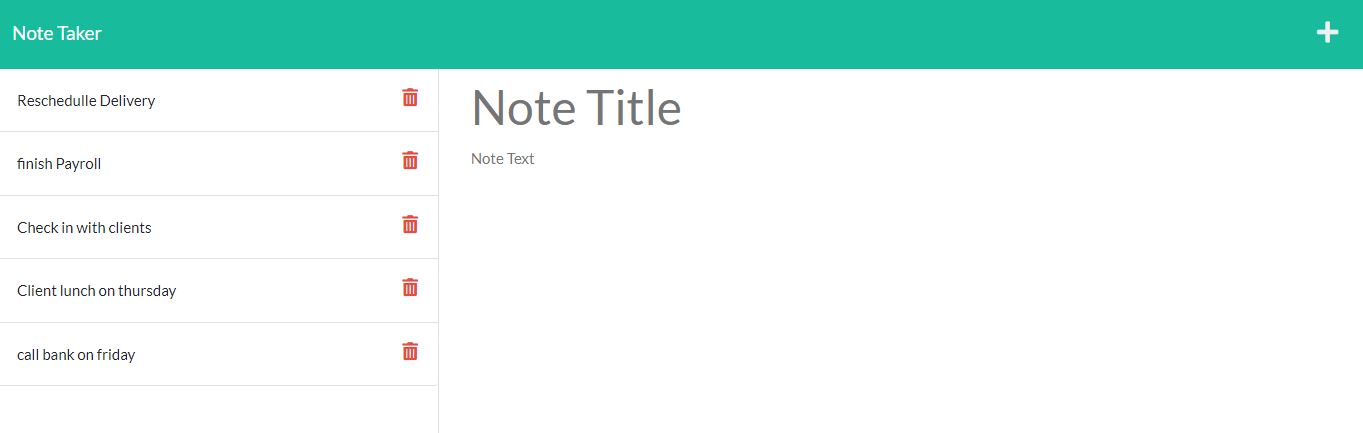 Note Taker
Reschedulle Delivery
finish Payroll
Check in with clients
Client lunch on thursday
call bank on friday
Note Title
Note Text